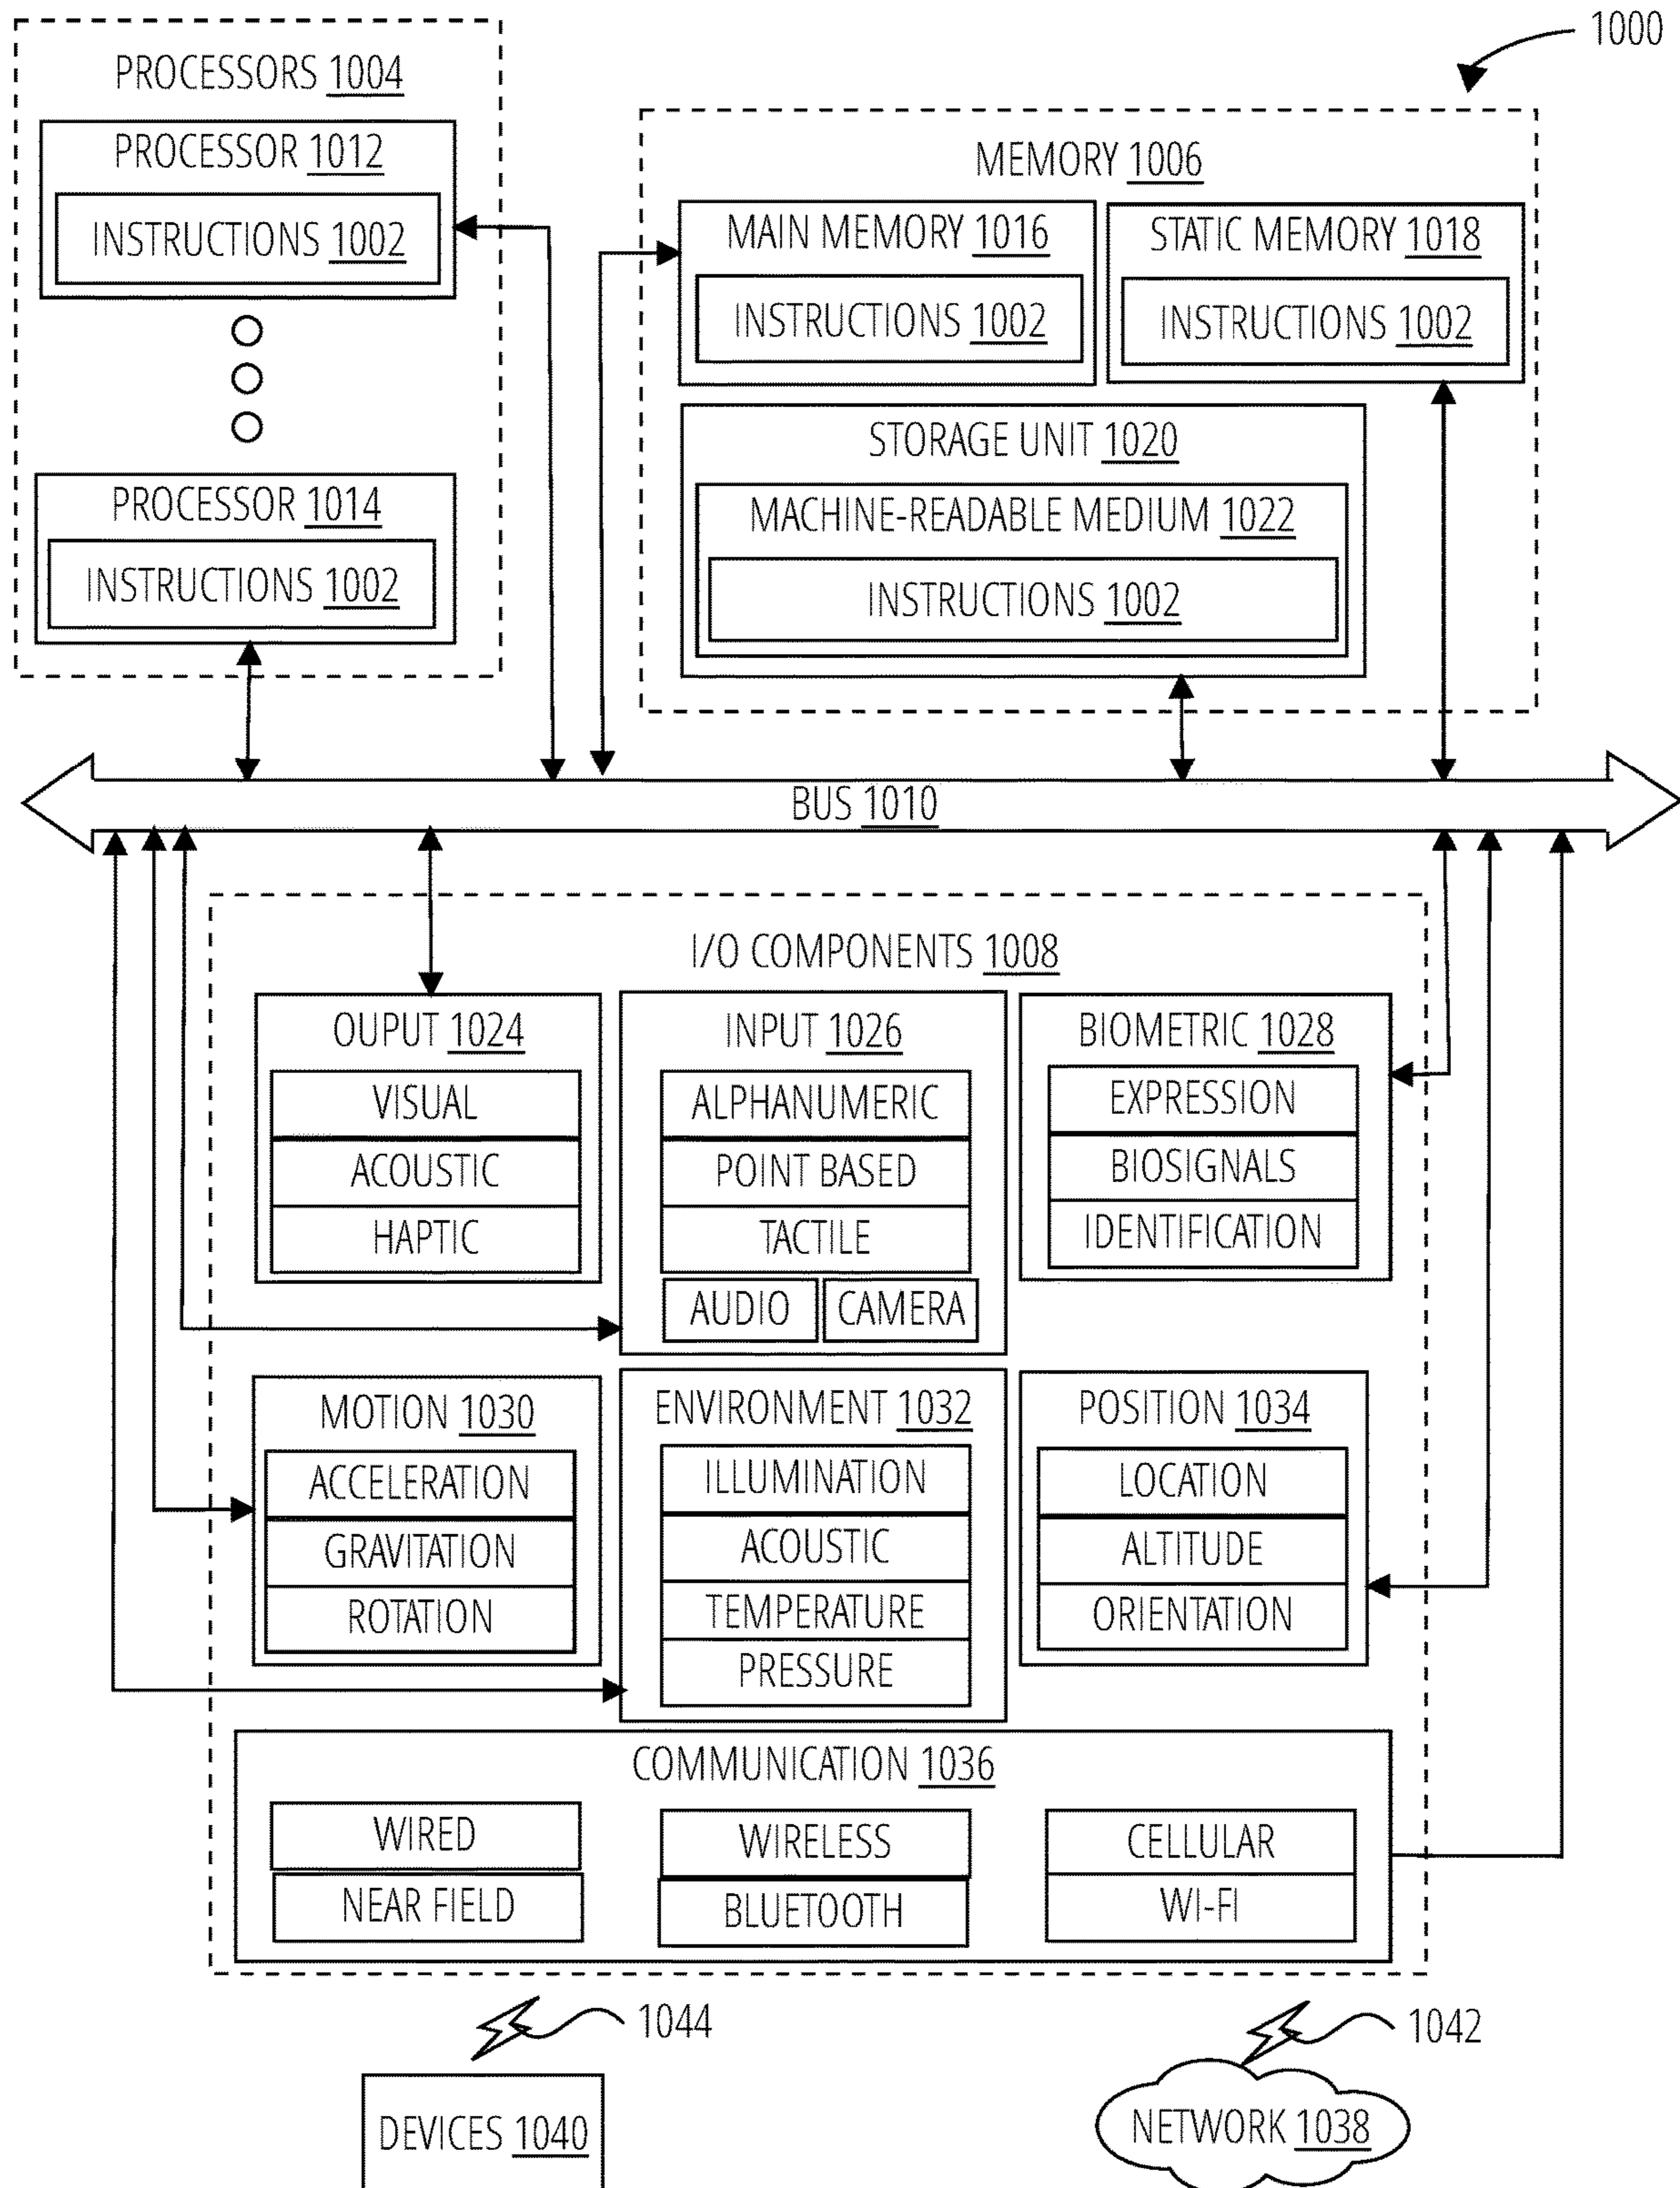 1000
PROCESSORS 1004
PROCESSOR 1012
INSTRUCTIONS 1002
PROCESSOR 1014
INSTRUCTIONS 1002
MEMORY 1006
MAIN MEMORY 1016
INSTRUCTIONS 1002
STATIC MEMORY 1018
INSTRUCTIONS 1002
STORAGE UNIT 1020
MACHINE-READABLE MEDIUM 1022
INSTRUCTIONS 1002
BUS 1010
I/O COMPONENTS 1008
OUPUT 1024
VISUAL
ACOUSTIC
HAPTIC
INPUT 1026
ALPHANUMERIC
POINT BASED
TACTILE
AUDIO
CAMERA
BIOMETRIC 1028
EXPRESSION
BIOSIGNALS
IDENTIFICATION
MOTION 1030
ACCELERATION
GRAVITATION
ROTATION
ENVIRONMENT 1032
ILLUMINATION
ACOUSTIC
TEMPERATURE
PRESSURE
POSITION 1034
LOCATION
ALTITUDE
ORIENTATION
COMMUNICATION 1036
WIRED
NEAR FIELD
WIRELESS
BLUETOOTH
CELLULAR
WI-FI
1044
1042
DEVICES 1040
NETWORK 1038